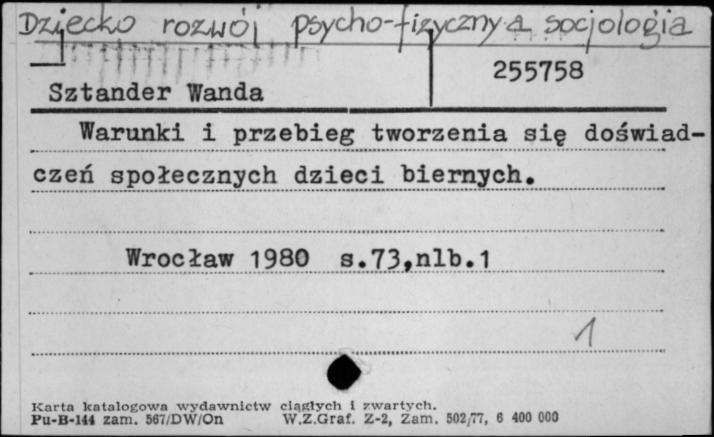 Dziecko rozwój psycho-fizyczny a socjologia
255758
Sztander Wanda
Warunki i przebieg tworzenia się doświad-
czeń społecznych dzieci biernych.
Wrocław 1980 s.73,nlb.1
1
Karta katalogowa wydawnictw ciągłych i zwartych.
Pu-B-144 zam. 567/DW/On W.Z.Graf. Z-2, Zam. 502/77, 6 400 000